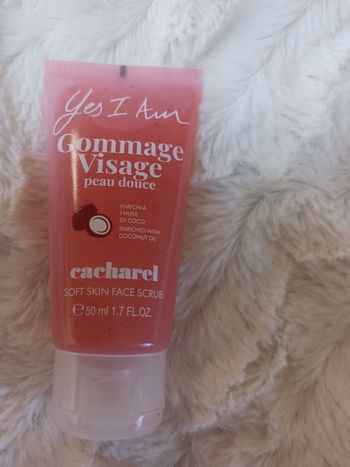 Yes I Am
Gommage
Visage
peau douce
ENRICHI À
L'HUILE
DE COCO
ENRICHED WITH
COCONUT OIL
cacharel
SOFT SKIN FACE SCRUB
℮50 ml 1.7 FL.OZ.